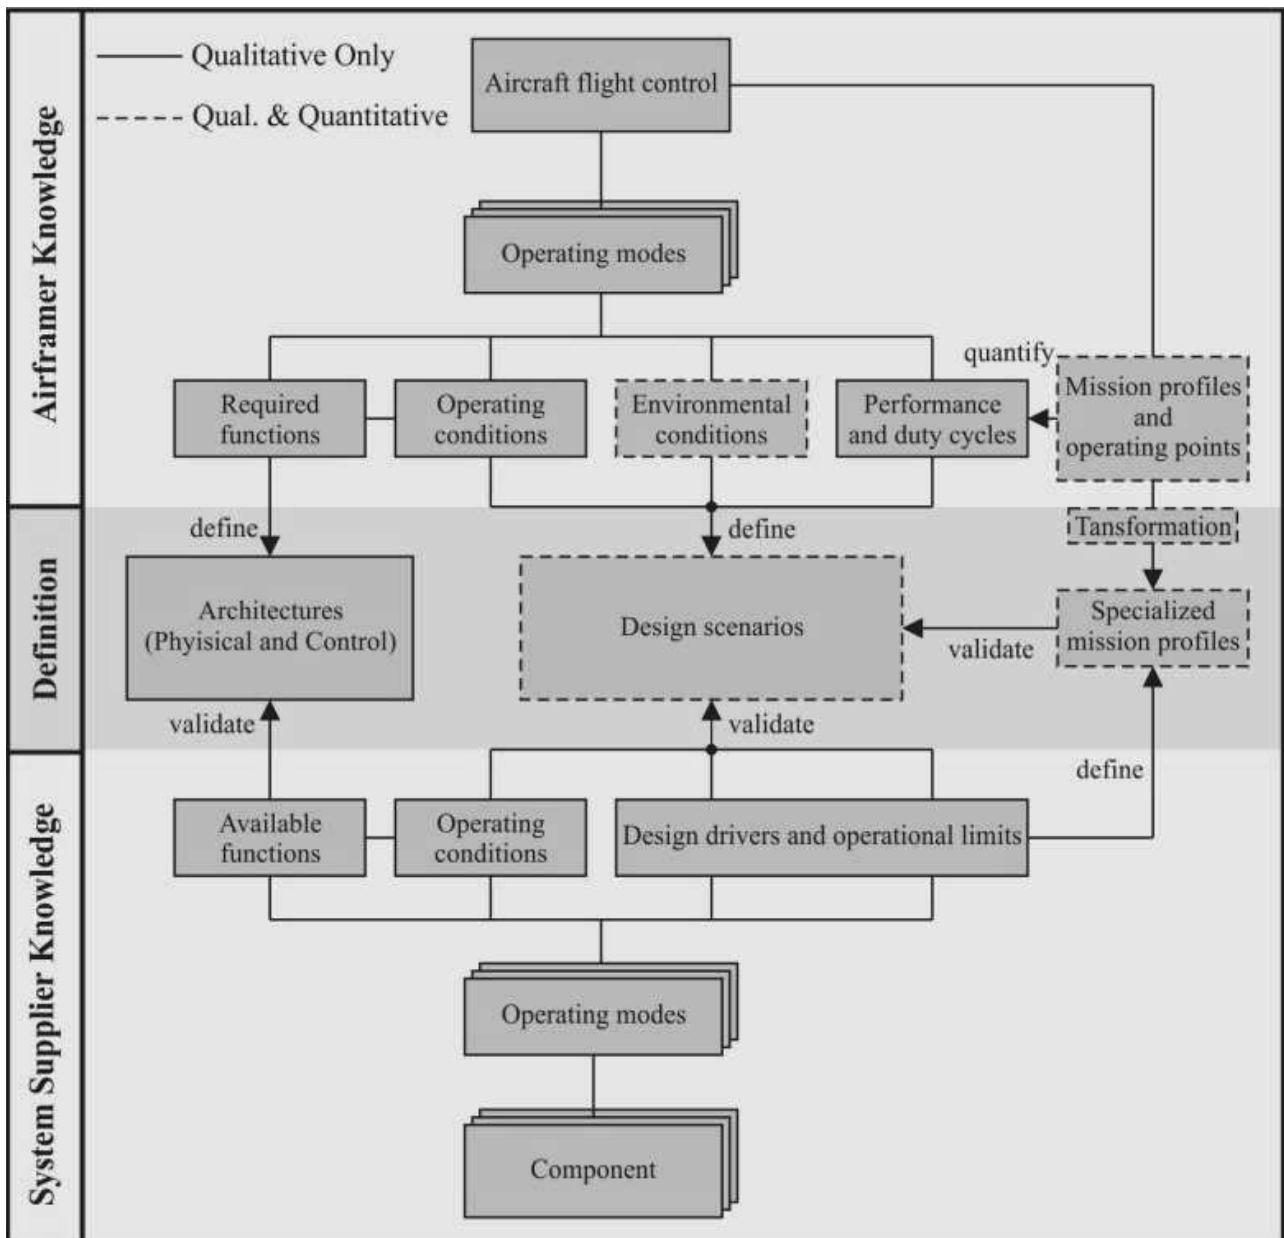 Qualitative Only
Qual. & Quantitative
Airframer Knowledge
Aircraft flight control
Operating modes
quantify
Required
functions
Operating
conditions
Environmental
conditions
Performance
and duty cycles
Mission profiles
and
operating points
Definition
define
define
Tansformation
Architectures
(Phyisical and Control)
Design scenarios
Specialized
mission profiles
validate
validate
validate
define
System Supplier Knowledge
Available
functions
Operating
conditions
Design drivers and operational limits
Operating modes
Component